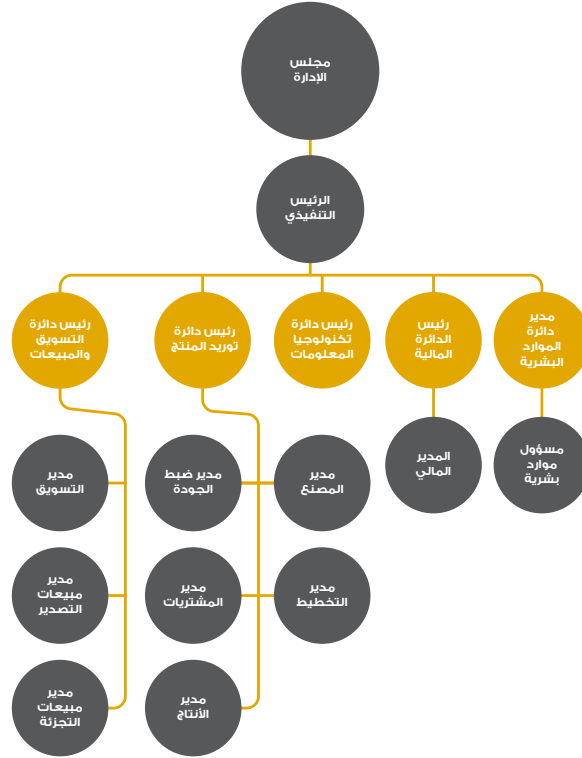 مجلس
الإدارة
الرئيس
التنفيذي
مدير
دائرة
الموارد
البشرية
رئيس
الدائرة
المالية
رئيس دائرة
تكنولوجيا
المعلومات
رئيس دائرة
توريد المنتج
رئيس دائرة
التسويق
والمبيعات
مسؤول
موارد
بشرية
المدير
المالي
مدير
المصنع
مدير ضبط
الجودة
مدير
التسويق
مدير
التخطيط
مدير
المشتريات
مدير
مبيعات
التصدير
مدير
الأنتاج
مدير
مبيعات
التجزئة